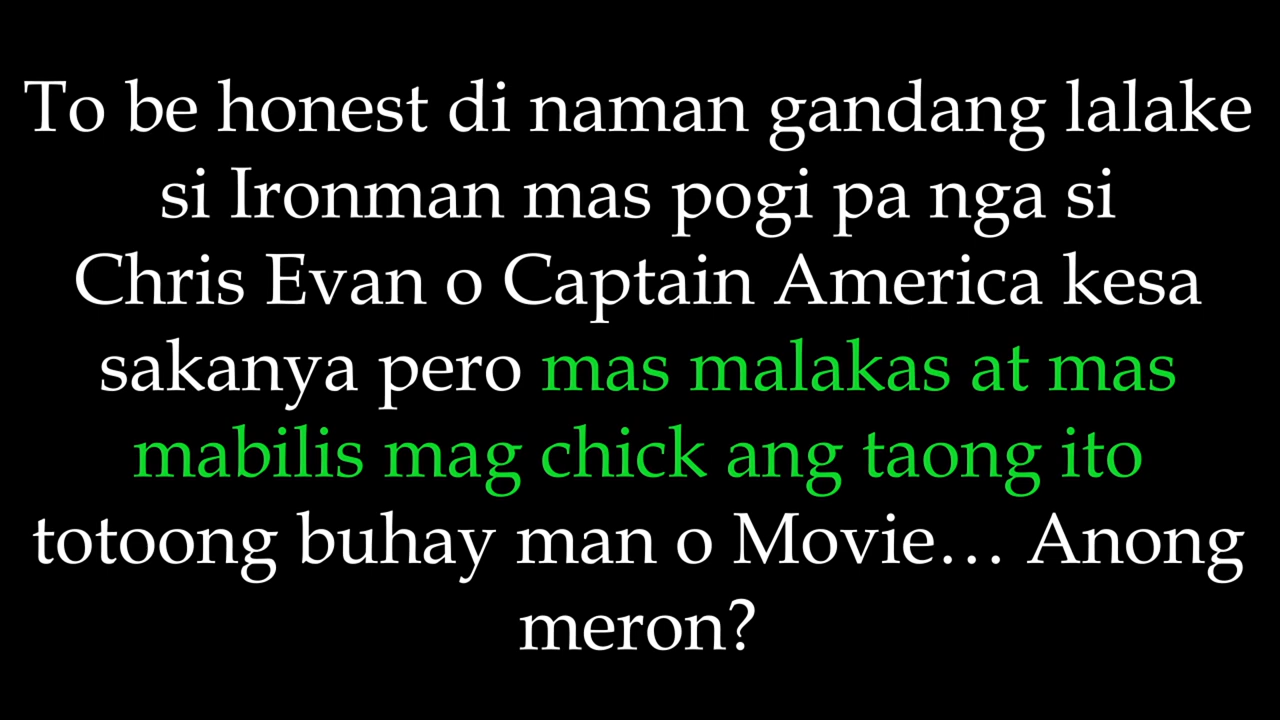 To be honest di naman gandang lalake
si Ironman mas pogi pa nga si
Chris Evan o Captain America kesa
sakanya pero mas malakas at mas
mabilis mag chick ang taong ito
totoong buhay man o Movie… Anong
meron?